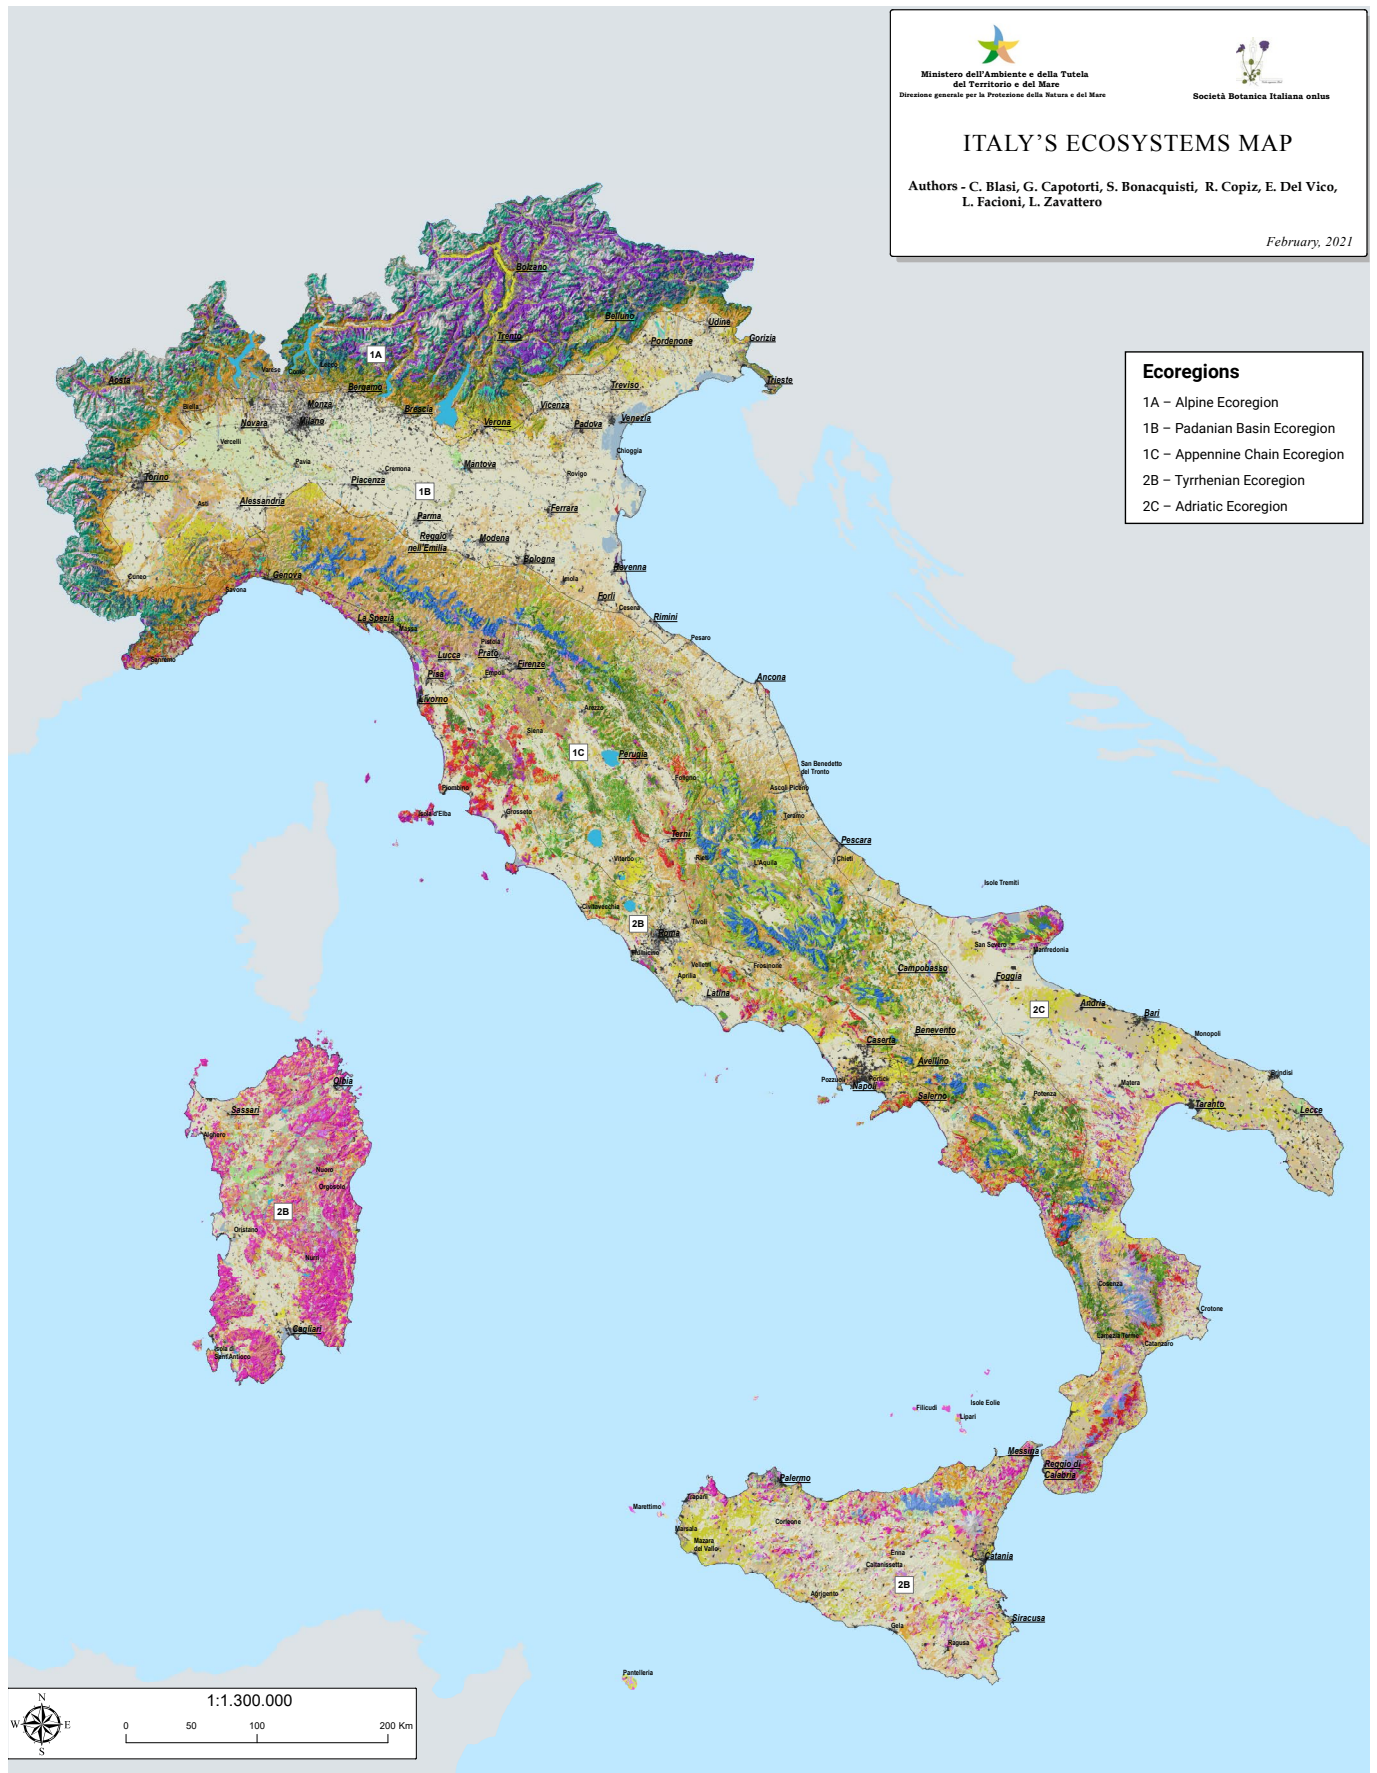 Ministero dell'Ambiente e della Tutela
del Territorio e del Mare
Direzione generale per la Protezione della Natura e del Mare
Società Botanica Italiana onlus
ITALY'S ECOSYSTEMS MAP
Authors - C. Blasi, G. Capotorti, S. Bonacquisti, R. Copiz, E. Del Vico,
L. Facioni, L. Zavattero
February, 2021
Ecoregions
1A – Alpine Ecoregion
1B – Padanian Basin Ecoregion
1C – Appennine Chain Ecoregion
2B – Tyrrhenian Ecoregion
2C – Adriatic Ecoregion
Bolzano
Belluno
Udine
Trento
Pordenone
Gorizia
1A
Varese
Como
Lecco
Aosta
Bergamo
Treviso
Trieste
Biella
Monza
Brescia
Vicenza
Novara
Milano
Verona
Padova
Venezia
Vercelli
Chioggia
Pavia
Cremona
Mantova
Rovigo
Torino
Piacenza
1B
Asti
Alessandria
Ferrara
Parma
Reggio
nell'Emilia
Modena
Bologna
Ravenna
Cuneo
Genova
Imola
Savona
Forlì
Cesena
La Spezia
Massa
Rimini
Pesaro
Sanremo
Pistoia
Lucca
Prato
Firenze
Pisa
Empoli
Ancona
Livorno
Arezzo
Siena
1C
Perugia
San Benedetto
del Tronto
Foligno
Piombino
Ascoli Piceno
Isola d'Elba
Grosseto
Teramo
Terni
Pescara
Viterbo
Rieti
L'Aquila
Chieti
Isole Tremiti
Civitavecchia
2B
Tivoli
Roma
San Severo
Manfredonia
Fiumicino
Velletri
Frosinone
Aprilia
Campobasso
Foggia
Latina
2C
Andria
Bari
Benevento
Caserta
Monopoli
Avellino
Pozzuoli
Portici
Napoli
Matera
Brindisi
Salerno
Potenza
Taranto
Lecce
Olbia
Sassari
Alghero
Nuoro
Orgosolo
2B
Oristano
Nurri
Cagliari
Isola di
Sant'Antioco
Cosenza
Crotone
Lamezia Terme
Catanzaro
Isole Eolie
Filicudi
Lipari
Messina
Reggio di
Calabria
Palermo
Trapani
Marettimo
Marsala
Corleone
Mazara
del Vallo
Enna
Catania
Caltanissetta
2B
Agrigento
Siracusa
Gela
Ragusa
Pantelleria
1:1.300.000
N
W
E
S
0
50
100
200 Km